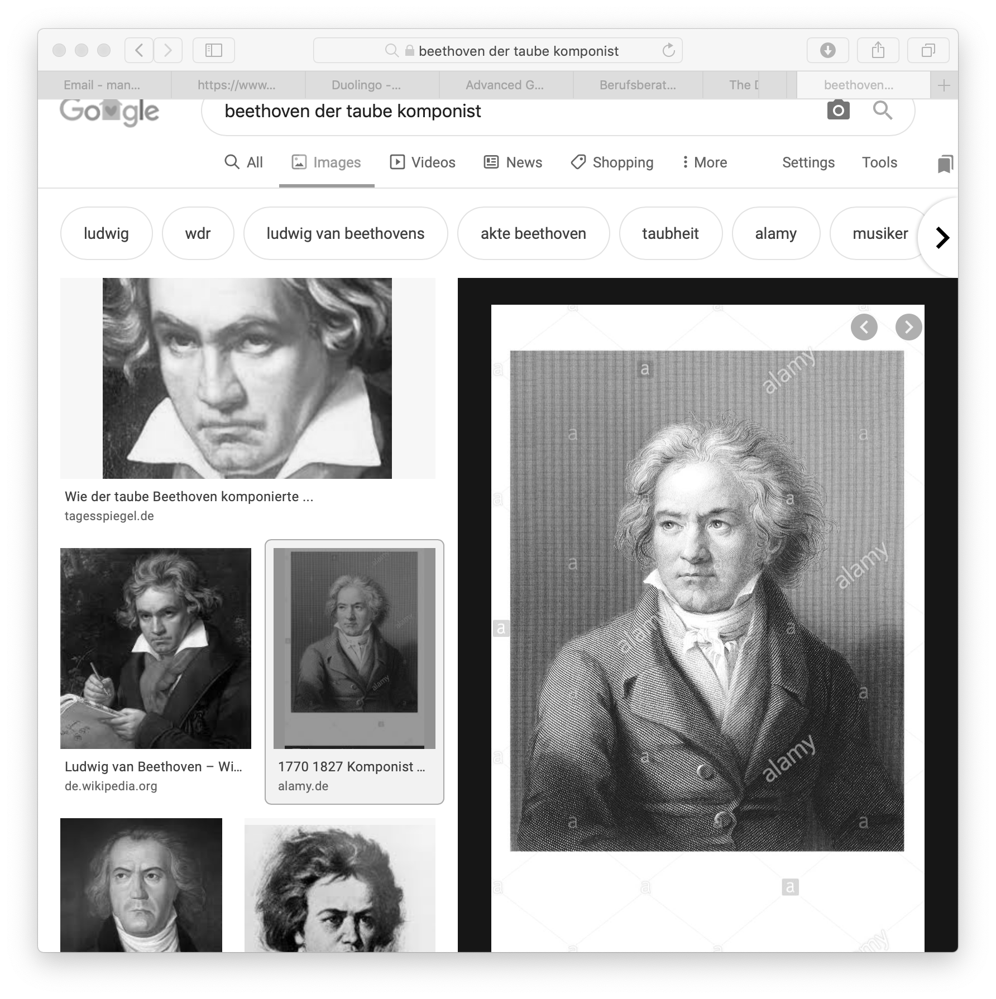 beethoven der taube komponist
Email - man...
https://www...
Duolingo -...
Advanced G...
Berufsberat...
The D
beethoven...
Google
beethoven der taube komponist
All
Images
Videos
News
Shopping
More
Settings
Tools
ludwig
wdr
ludwig van beethovens
akte beethoven
taubheit
alamy
musiker
Wie der taube Beethoven komponierte ...
tagesspiegel.de
Ludwig van Beethoven – Wi...
de.wikipedia.org
1770 1827 Komponist ...
alamy.de
alamy
alamy
alamy
alamy
a
a
a